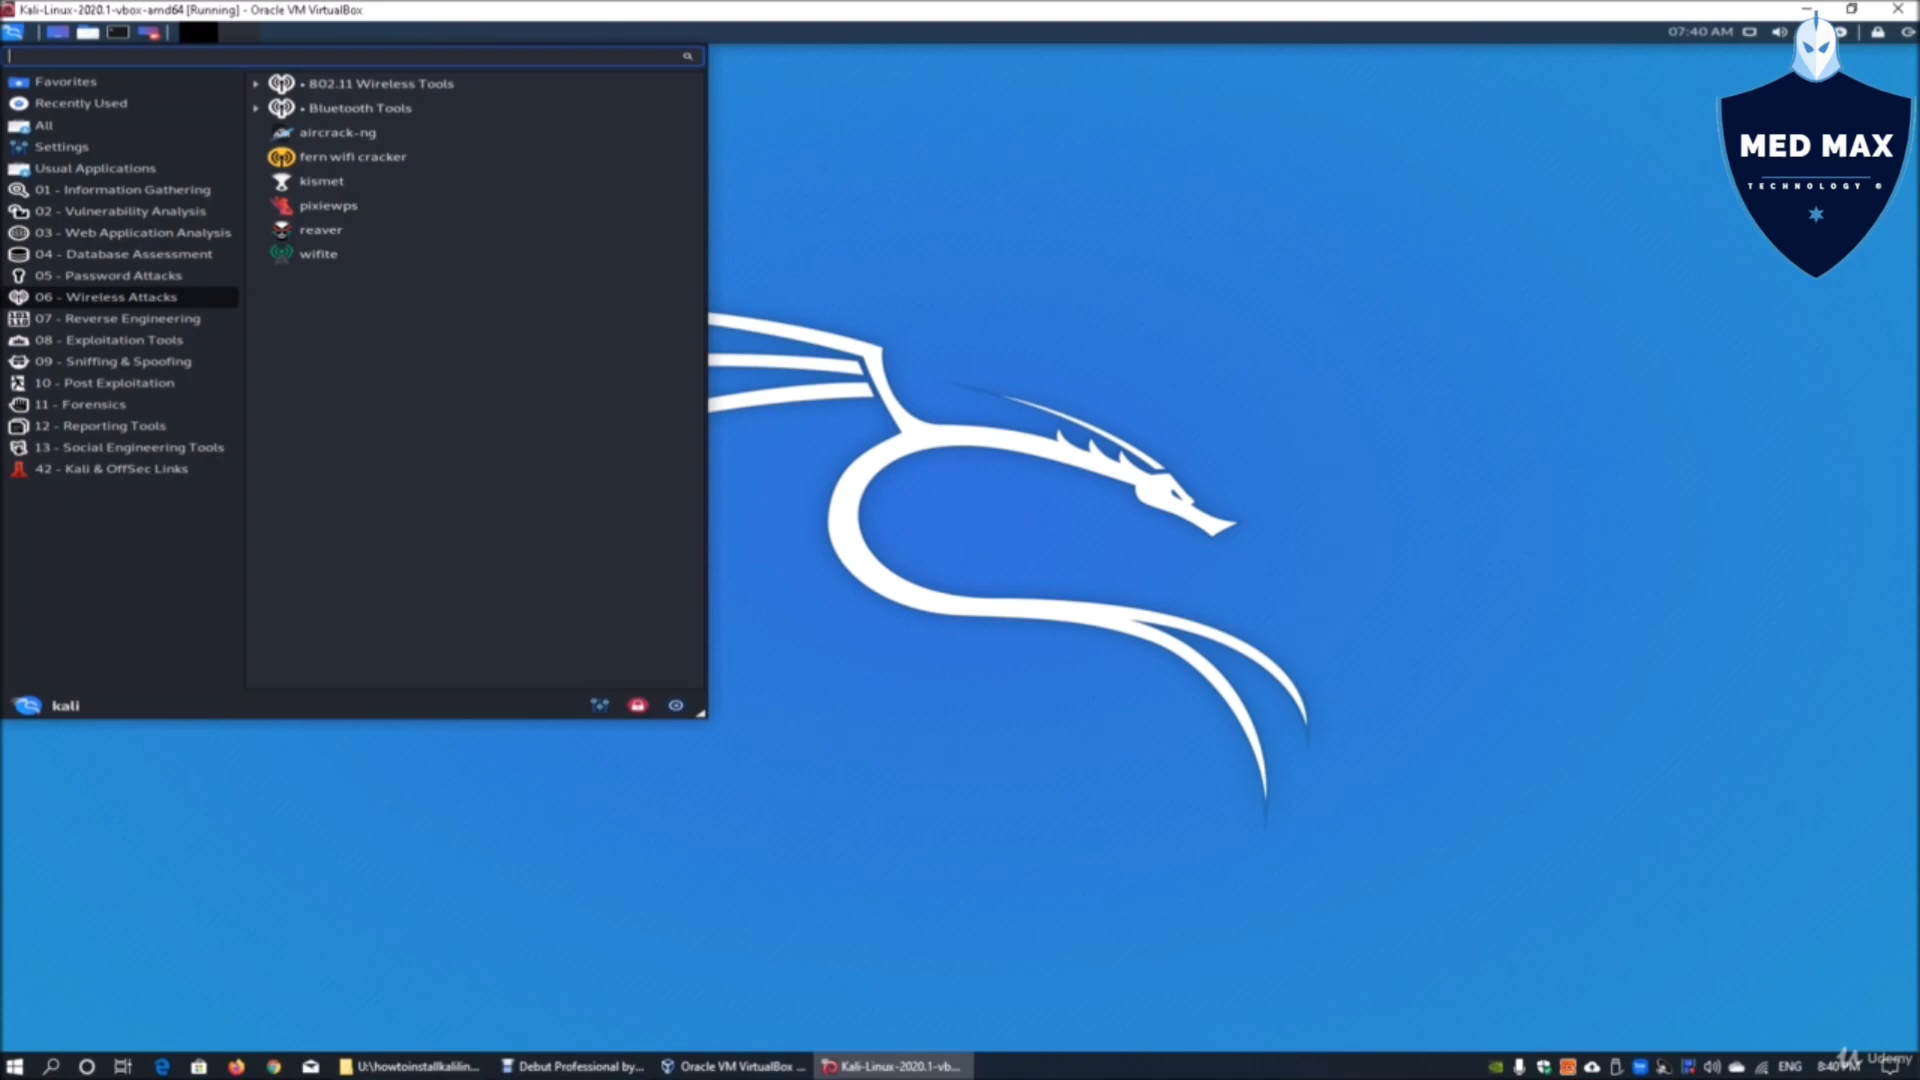 Kali-Linux-2020.1-vbox-amd64 [Running] - Oracle VM VirtualBox
07:40 AM
Favorites
Recently Used
All
Settings
Usual Applications
01 - Information Gathering
02 - Vulnerability Analysis
03 - Web Application Analysis
04 - Database Assessment
05 - Password Attacks
06 - Wireless Attacks
07 - Reverse Engineering
08 - Exploitation Tools
09 - Sniffing & Spoofing
10 - Post Exploitation
11 - Forensics
12 - Reporting Tools
13 - Social Engineering Tools
42 - Kali & OffSec Links
• 802.11 Wireless Tools
• Bluetooth Tools
aircrack-ng
fern wifi cracker
kismet
pixiewps
reaver
wifite
kali
MED MAX
TECHNOLOGY
U:\howtoinstallkalilin...
Debut Professional by...
Oracle VM VirtualBox ...
Kali-Linux-2020.1-vb...
ENG
8:40 PM
Udemy